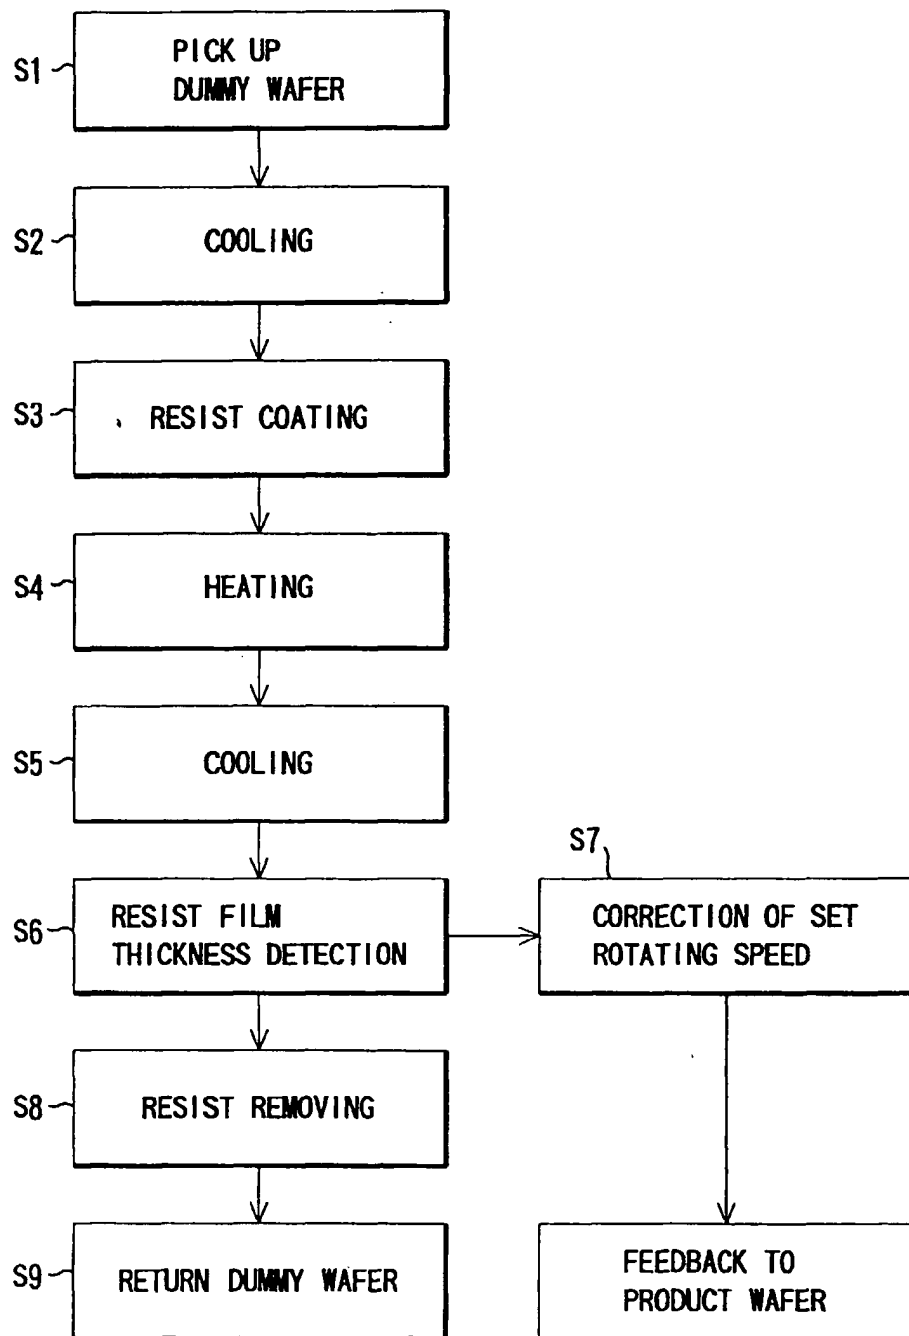 S1
PICK UP
DUMMY WAFER
S2
COOLING
S3
RESIST COATING
S4
HEATING
S5
COOLING
S6
RESIST FILM
THICKNESS DETECTION
S7
CORRECTION OF SET
ROTATING SPEED
S8
RESIST REMOVING
S9
RETURN DUMMY WAFER
FEEDBACK TO
PRODUCT WAFER